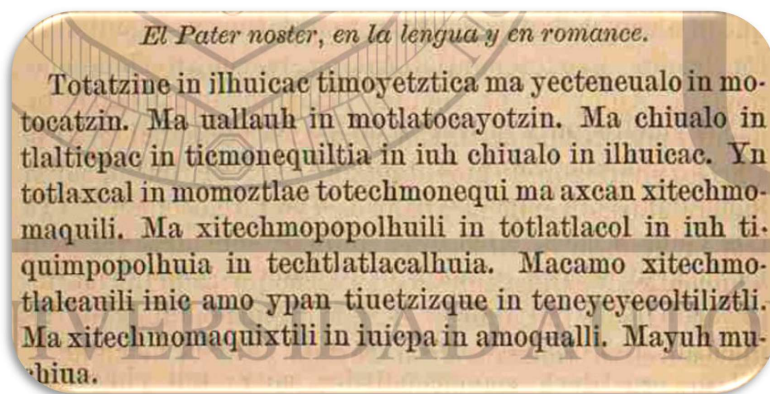 El Pater noster, en la lengua y en romance.
Totatzine in ilhuicac timoyetztica ma yecteneualo in mo-
tocatzin. Ma uallauh in motlatocayotzin. Ma chiualo in
tlalticpac in ticmonequiltia in iuh chiualo in ilhuicac. Yn
totlaxcal in momoztlae totechmonequi ma axcan xitechmo-
maquili. Ma xitechmopopolhuili in totlatlacol in iuh ti-
quimpopolhuia in techtlatlacalhuia. Macamo xitechmo-
tlalcauili inic amo ypan tiuetzizque in teneyeyecoltiliztli.
Ma xitechmomaquixtili in iuicpa in amoqualli. Mayuh mu-
chiua.
VERSIDAD AUTÓ